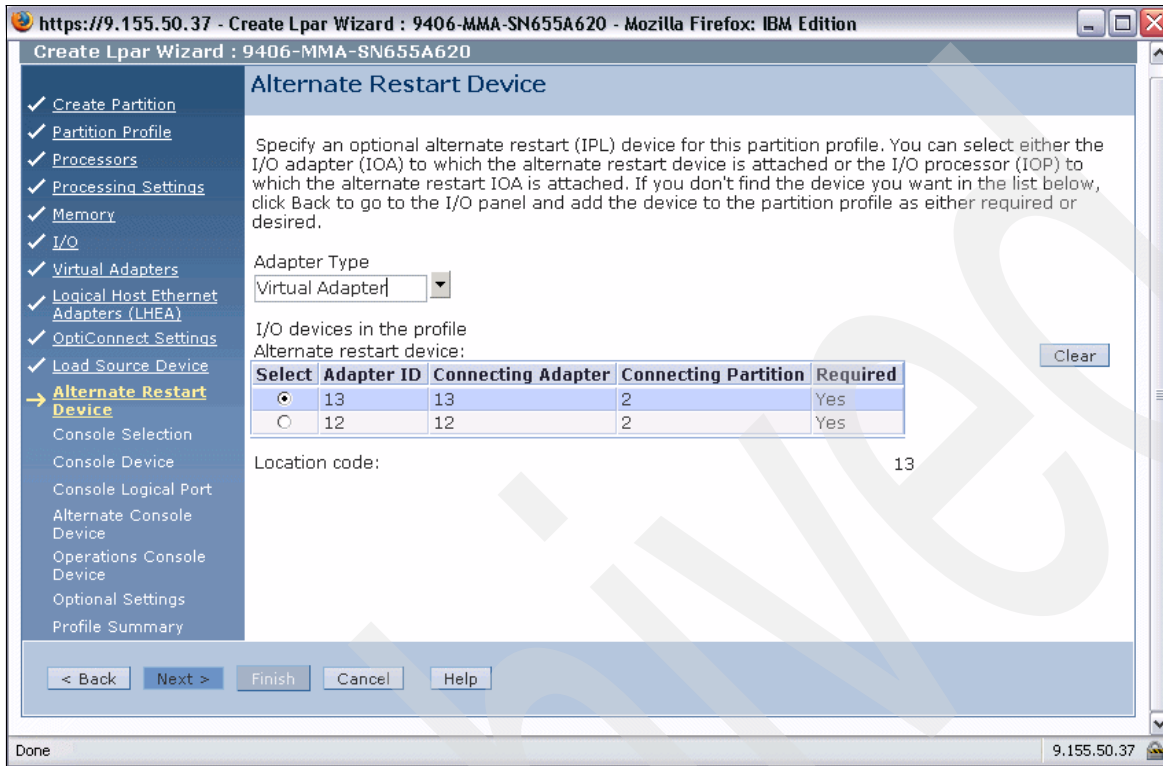 https://9.155.50.37 - Create Lpar Wizard : 9406-MMA-SN655A620 - Mozilla Firefox: IBM Edition
Create Lpar Wizard : 9406-MMA-SN655A620
Create Partition
Partition Profile
Processors
Processing Settings
Memory
I/O
Virtual Adapters
Logical Host Ethernet
Adapters (LHEA)
OptiConnect Settings
Load Source Device
Alternate Restart
Device
Console Selection
Console Device
Console Logical Port
Alternate Console
Device
Operations Console
Device
Optional Settings
Profile Summary
Alternate Restart Device
Specify an optional alternate restart (IPL) device for this partition profile. You can select either the
I/O adapter (IOA) to which the alternate restart device is attached or the I/O processor (IOP) to
which the alternate restart IOA is attached. If you don't find the device you want in the list below,
click Back to go to the I/O panel and add the device to the partition profile as either required or
desired.
Adapter Type
Virtual Adapter
I/O devices in the profile
Alternate restart device:
Clear
Select Adapter ID Connecting Adapter Connecting Partition Required
13 13 2 Yes
12 12 2 Yes
Location code: 13
< Back Next > Finish Cancel Help
Done 9.155.50.37